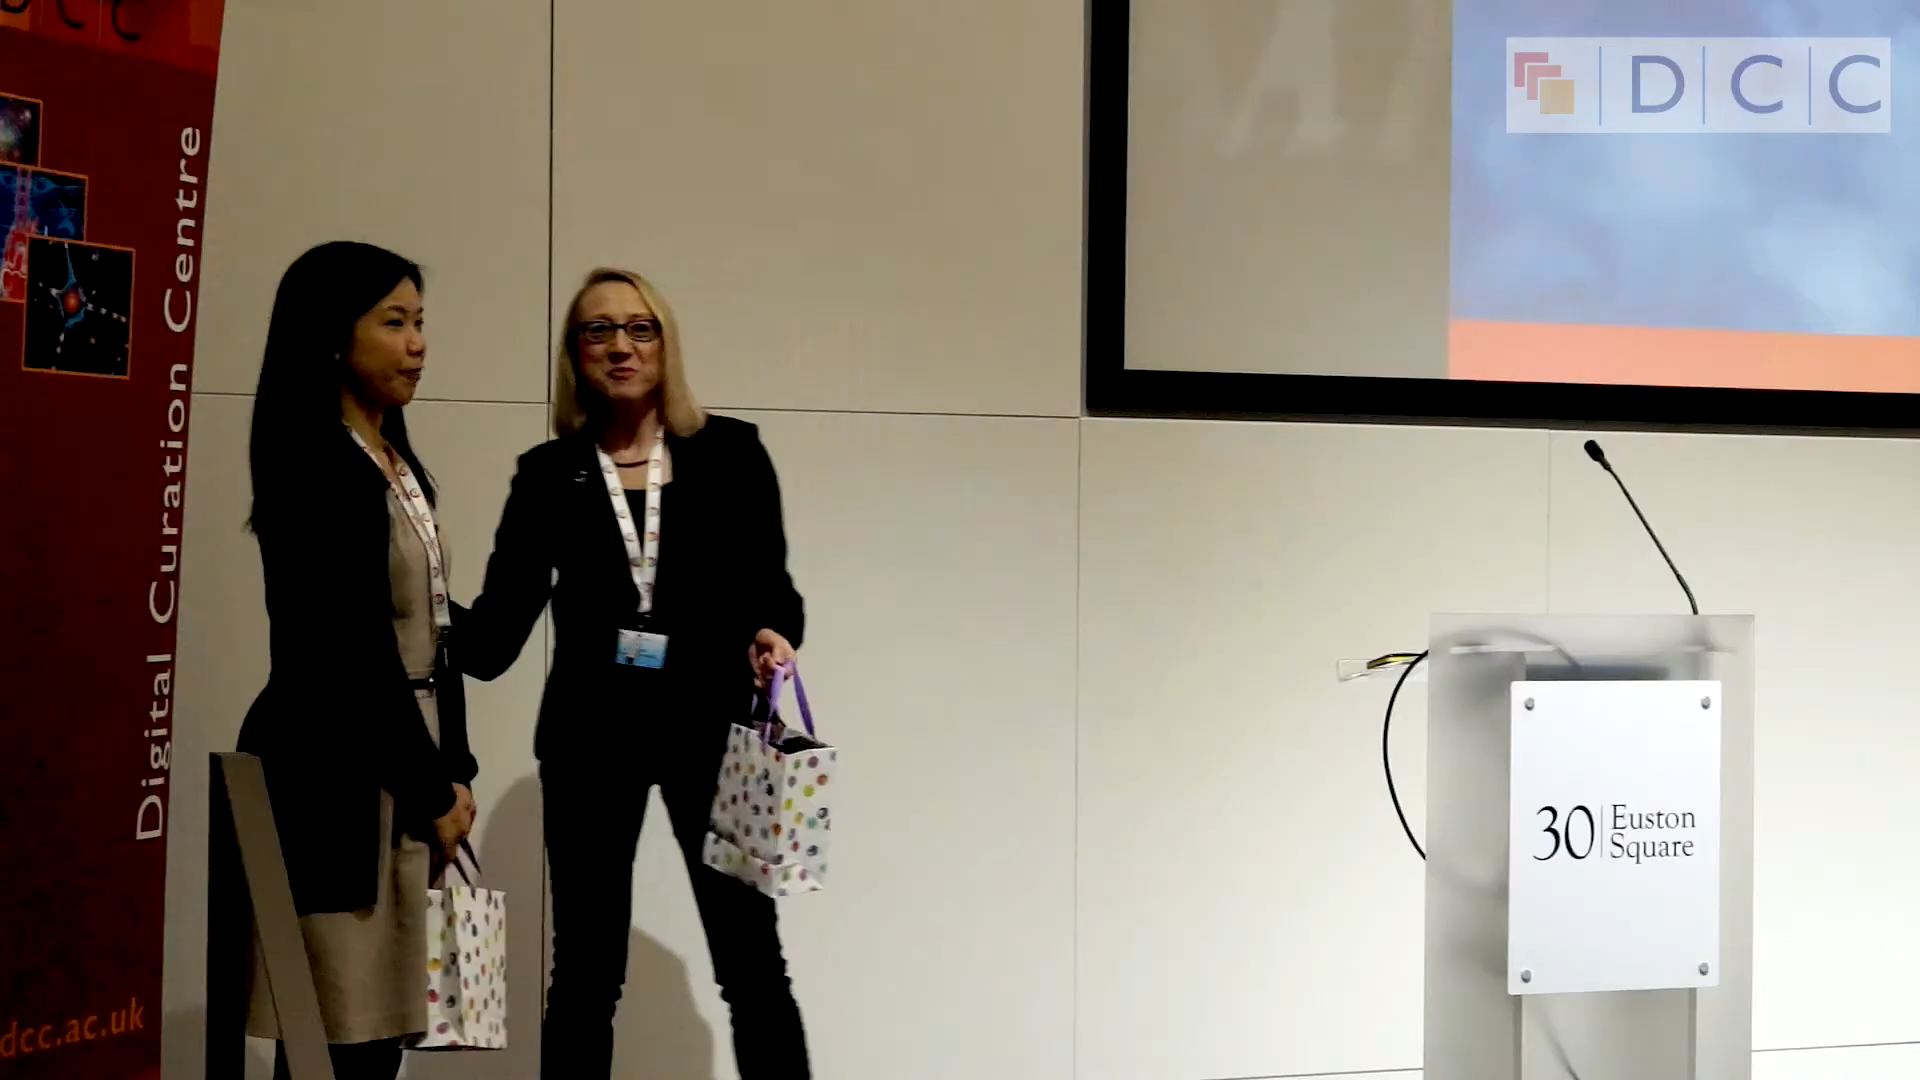 DCC
Digital Curation Centre
dcc.ac.uk
D|C|C
30 Euston
Square